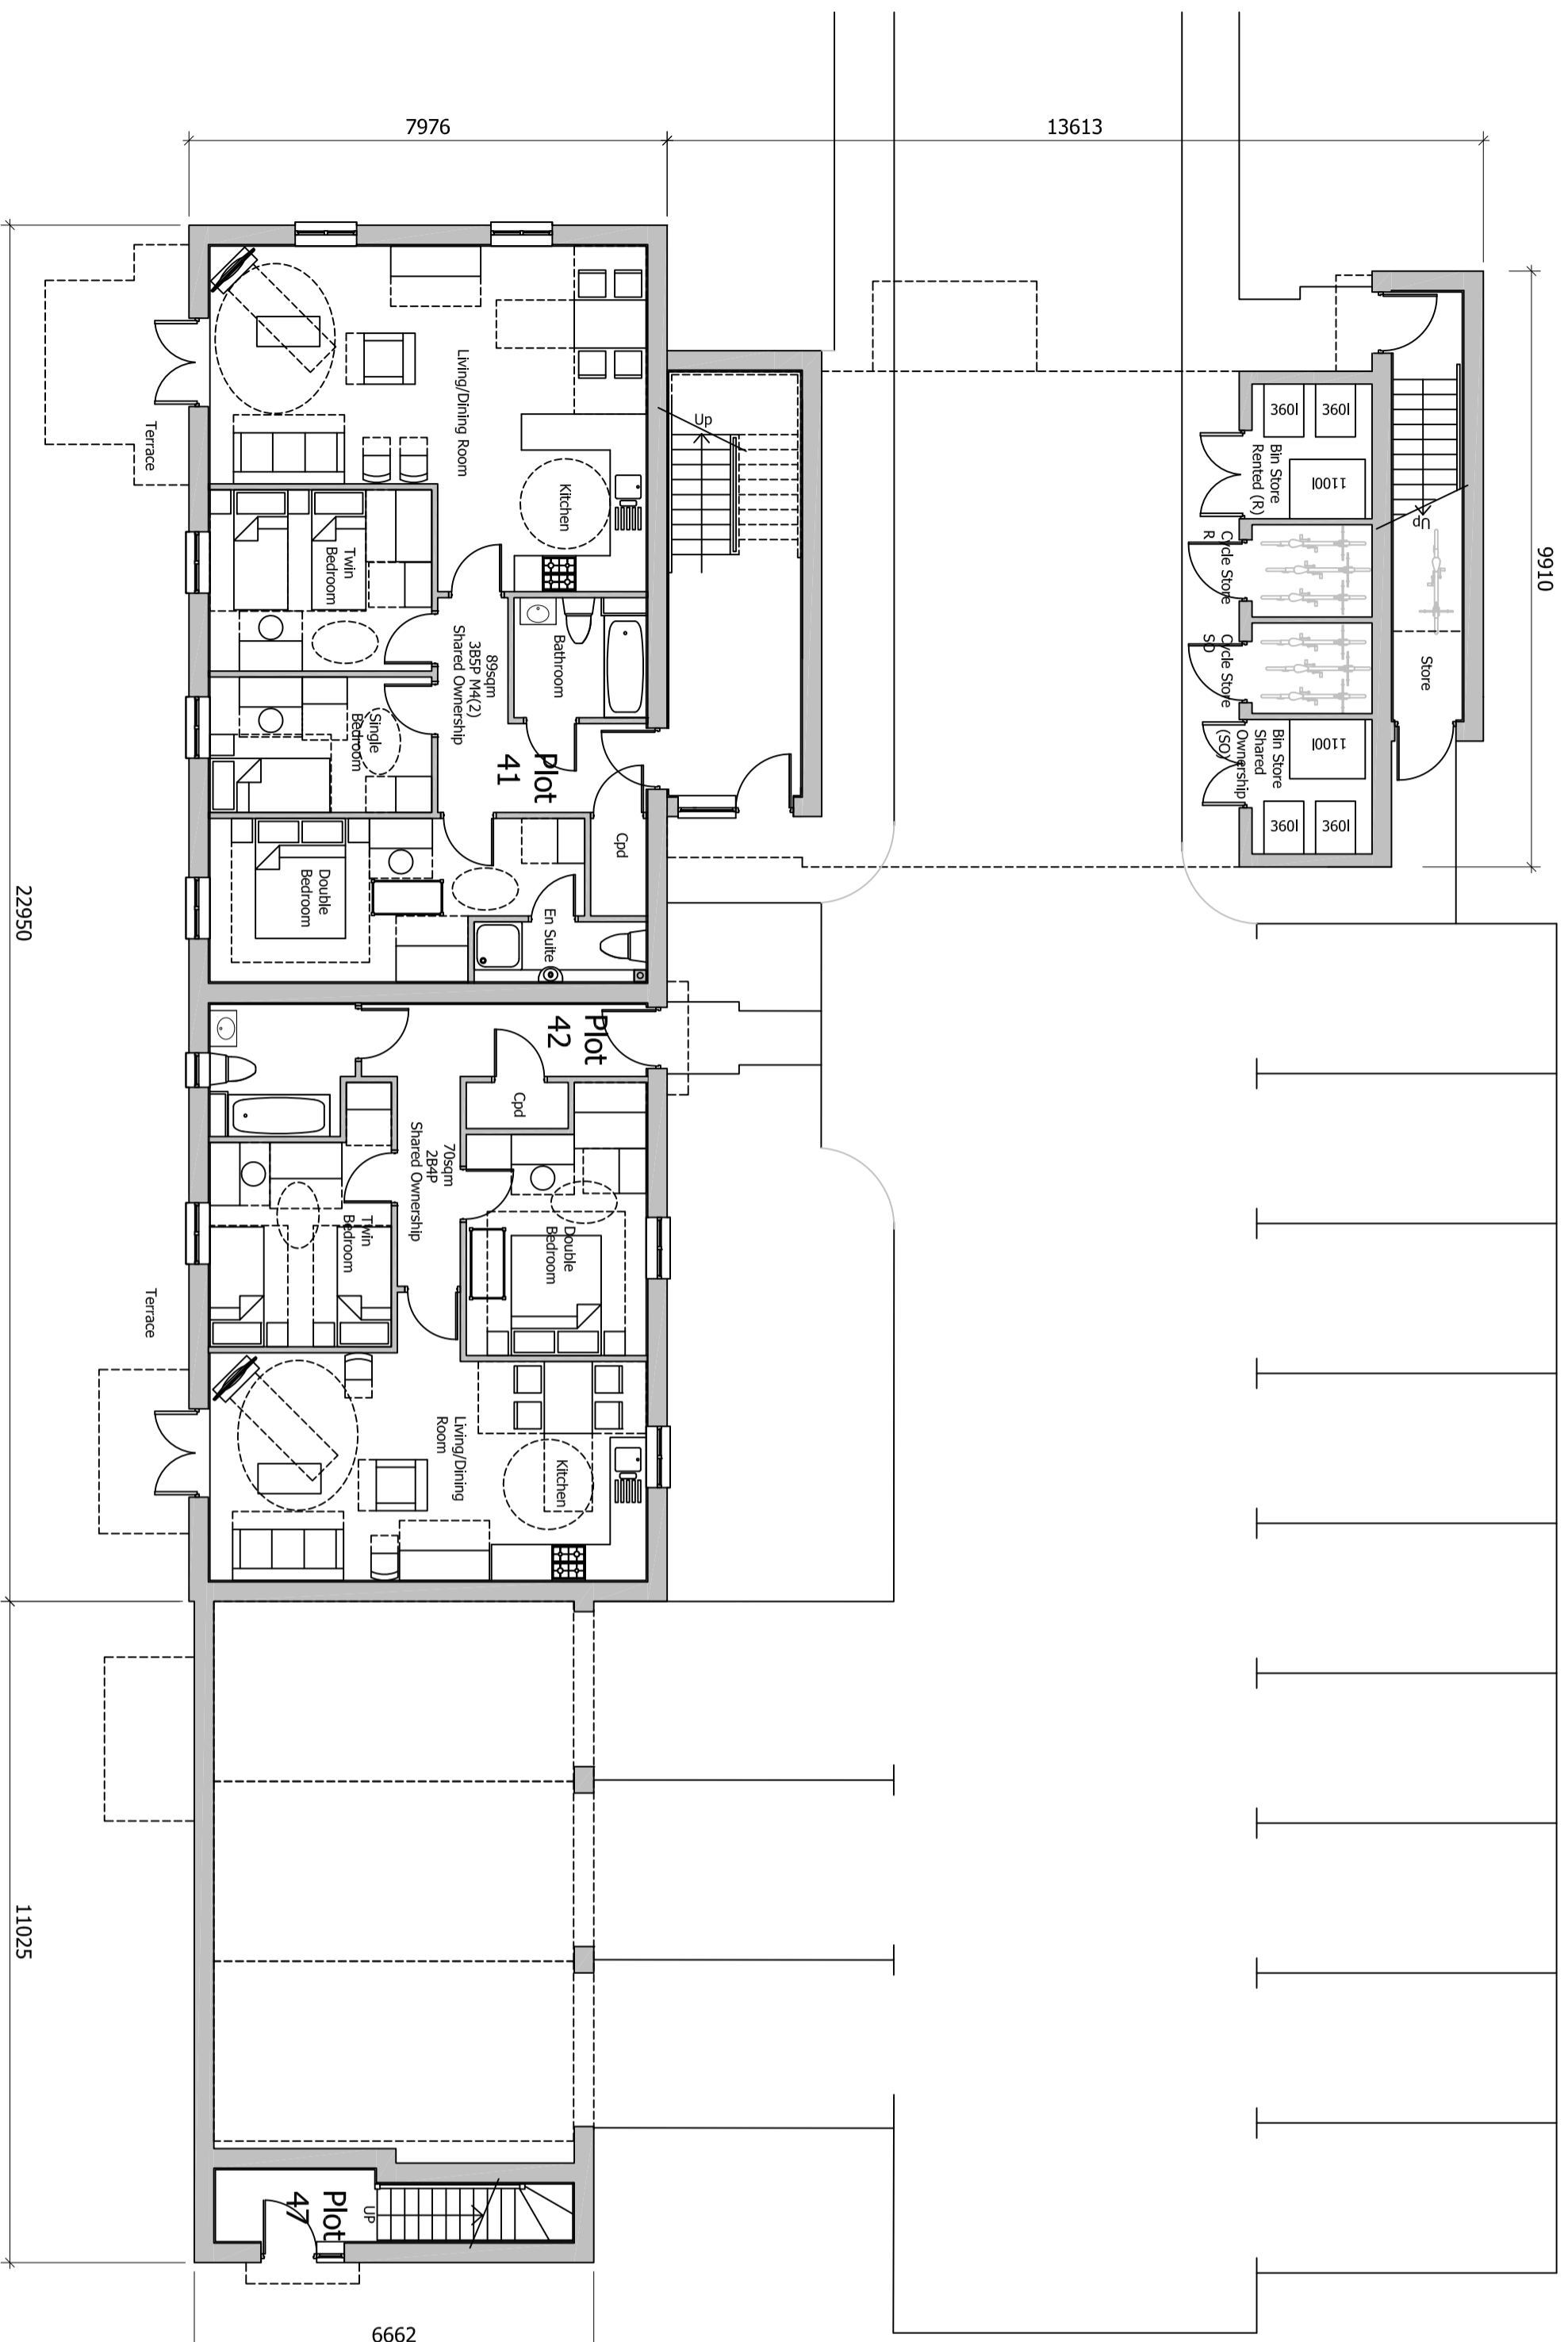 7976
13613
9910
22950
11025
6662
Up
Up
Store
360l
360l
1100l
Bin Store
Rented (R)
Cycle Store
R
Cycle Store
SO
1100l
Bin Store
Shared
Ownership
(SO)
360l
360l
Living/Dining Room
Kitchen
Terrace
Twin
Bedroom
Bathroom
89sqm
3B5P M4(2)
Shared Ownership
Single
Bedroom
Plot
41
Cpd
Double
Bedroom
En Suite
Plot
42
Cpd
70sqm
2B4P
Shared Ownership
Double
Bedroom
Twin
Bedroom
Terrace
Living/Dining
Room
Kitchen
Plot
47
UP